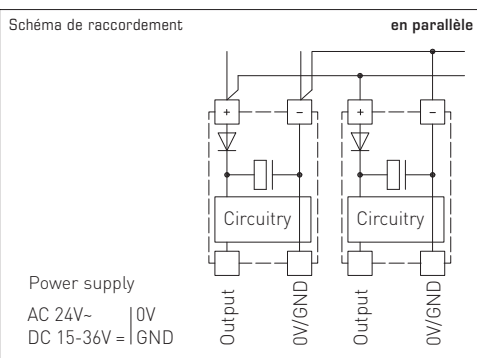 Schéma de raccordement
en parallèle
+ − + −
Circuitry Circuitry
Power supply
AC 24V~ 0V
DC 15-36V = GND
Output 0V/GND Output 0V/GND